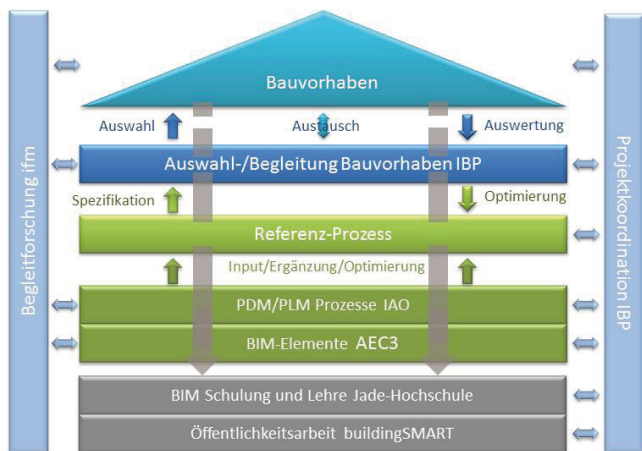 Begleitforschung ifm
Bauvorhaben
Auswahl
Austausch
Auswertung
Auswahl-/Begleitung Bauvorhaben IBP
Spezifikation
Optimierung
Referenz-Prozess
Input/Ergänzung/Optimierung
PDM/PLM Prozesse IAO
BIM-Elemente AEC3
BIM Schulung und Lehre Jade-Hochschule
Öffentlichkeitsarbeit buildingSMART
Projektkoordination IBP